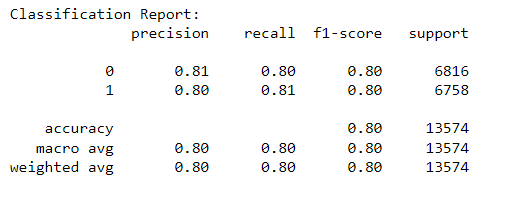 Classification Report:
precision recall f1-score support
0 0.81 0.80 0.80 6816
1 0.80 0.81 0.80 6758
accuracy 0.80 13574
macro avg 0.80 0.80 0.80 13574
weighted avg 0.80 0.80 0.80 13574